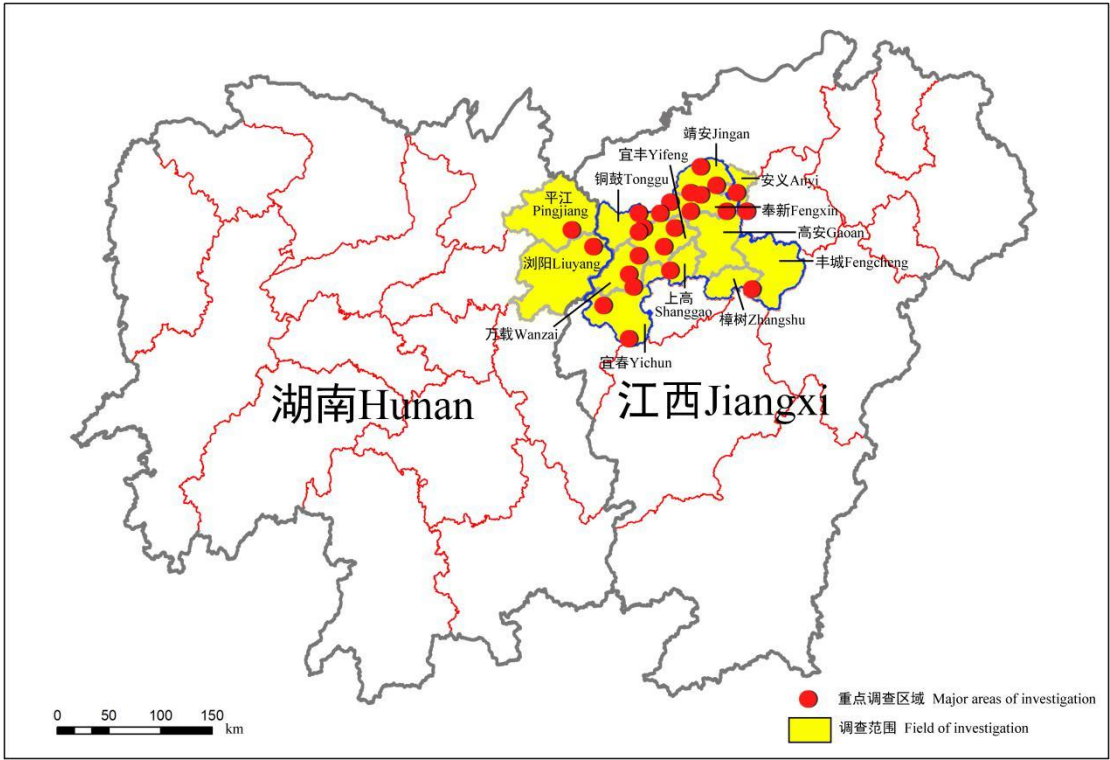 靖安Jingan
宜丰Yifeng
铜鼓Tonggu
安义Anyi
平江
Pingjiang
奉新Fengxin
高安Gaoan
浏阳Liuyang
丰城Fengcheng
上高
Shanggao
樟树Zhangshu
万载Wanzai
宜春Yichun
湖南Hunan
江西Jiangxi
重点调查区域 Major areas of investigation
调查范围 Field of investigation
0 50 100 150
km